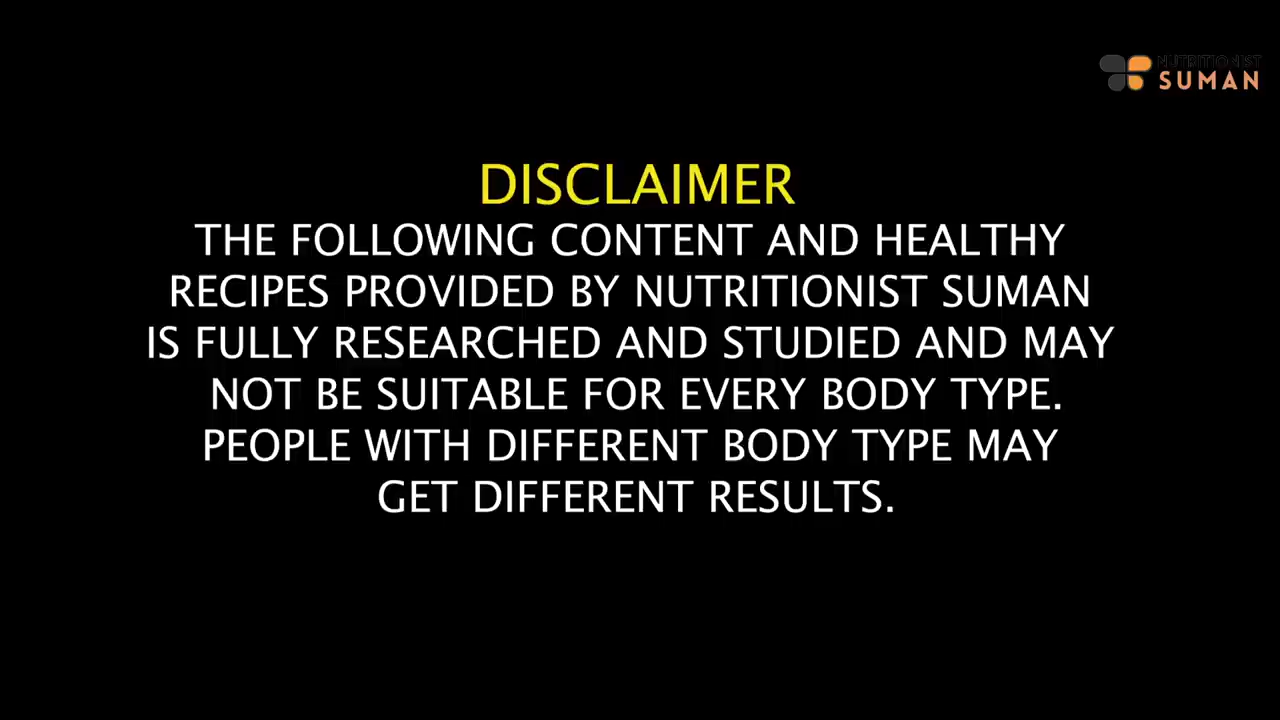 NUTRITIONIST
SUMAN
DISCLAIMER
THE FOLLOWING CONTENT AND HEALTHY
RECIPES PROVIDED BY NUTRITIONIST SUMAN
IS FULLY RESEARCHED AND STUDIED AND MAY
NOT BE SUITABLE FOR EVERY BODY TYPE.
PEOPLE WITH DIFFERENT BODY TYPE MAY
GET DIFFERENT RESULTS.